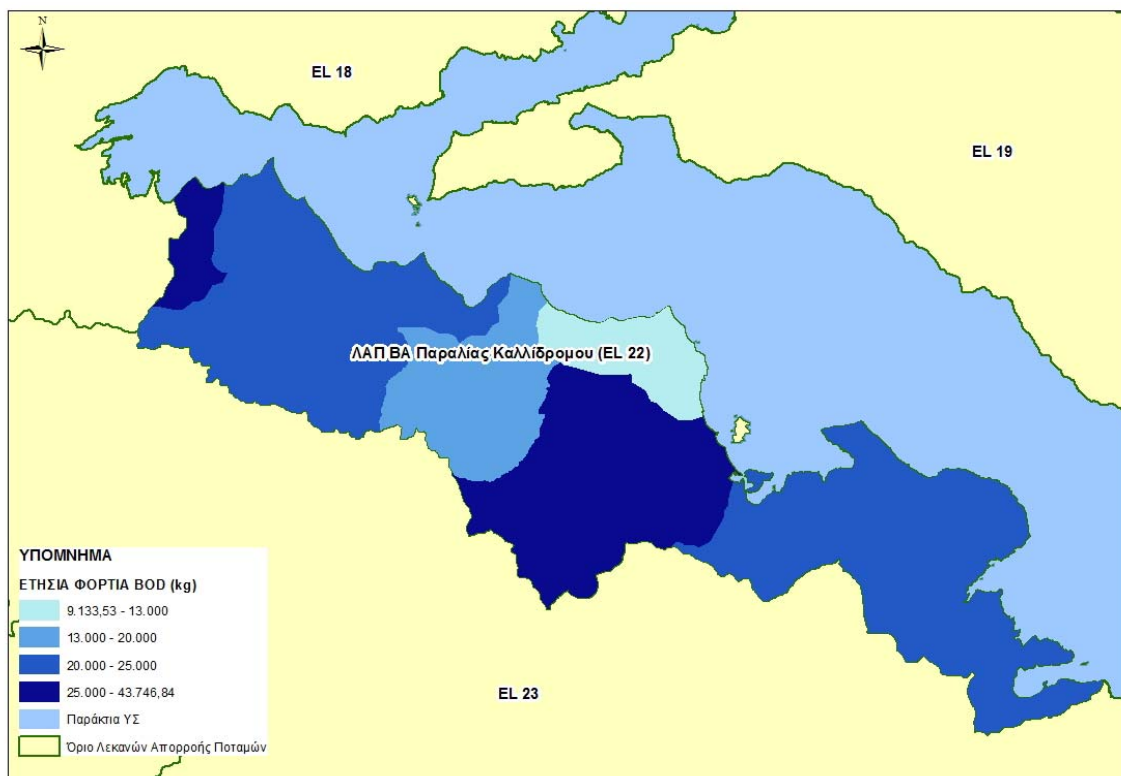 N
EL 18
EL 19
ΛΑΠ ΒΑ Παραλίας Καλλίδρομου (EL 22)
EL 23
ΥΠΟΜΝΗΜΑ
ΕΤΗΣΙΑ ΦΟΡΤΙΑ BOD (kg)
9.133,53 - 13.000
13.000 - 20.000
20.000 - 25.000
25.000 - 43.746,84
Παράκτια ΥΣ
Όριο Λεκανών Απορροής Ποταμών